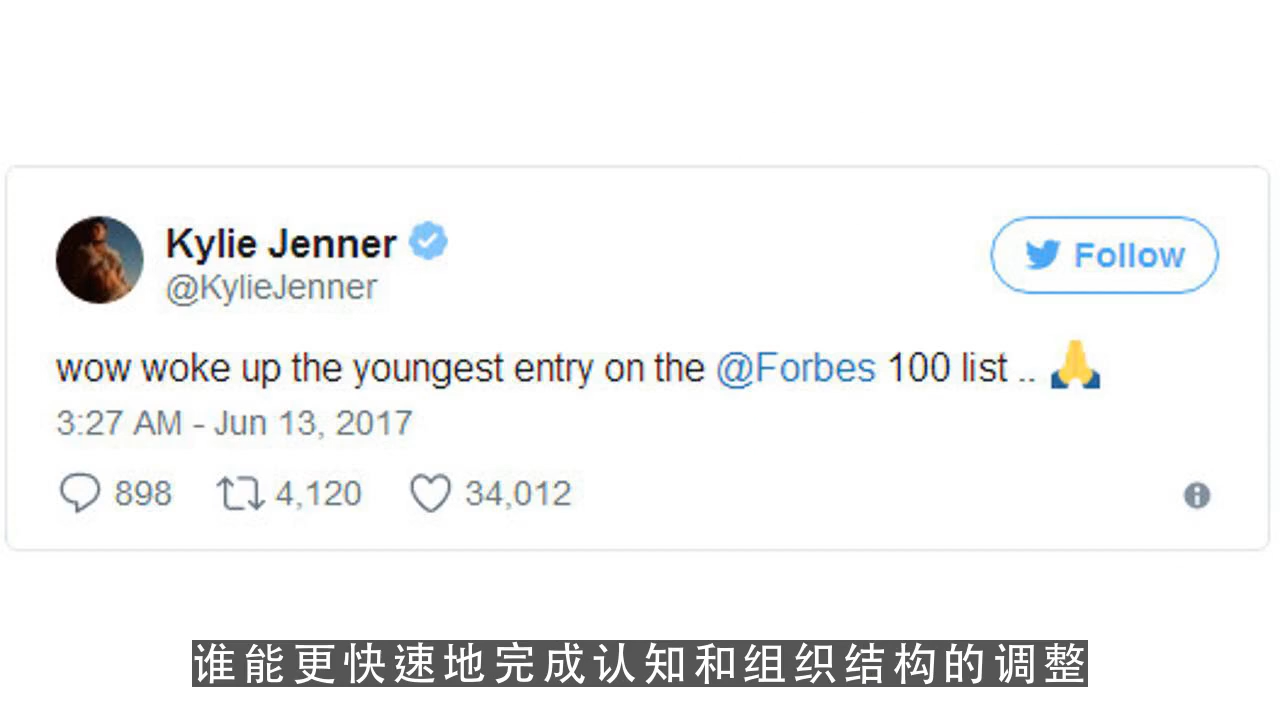 Kylie Jenner
@KylieJenner
Follow
wow woke up the youngest entry on the @Forbes 100 list .. 🙏
3:27 AM - Jun 13, 2017
898 4,120 34,012
谁能更快速地完成认知和组织结构的调整